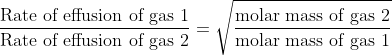 Rate of effusion of gas 1 / Rate of effusion of gas 2 = √(molar mass of gas 2 / molar mass of gas 1)